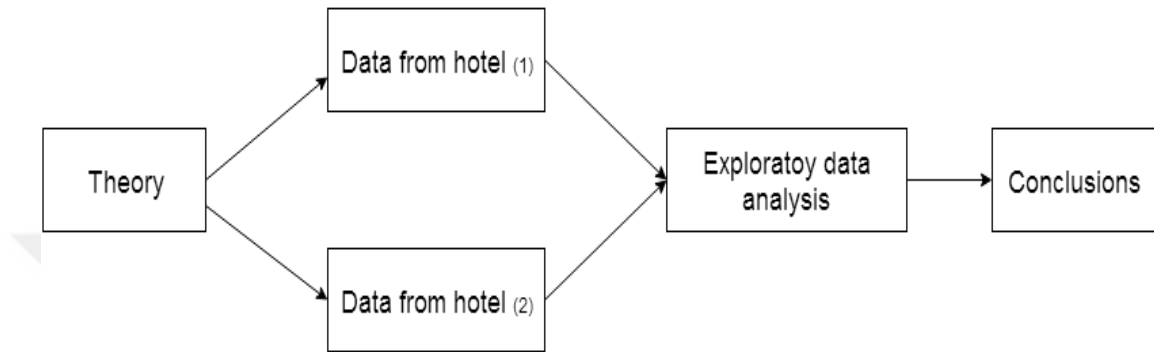 Data from hotel (1)
Theory
Exploratoy data
analysis
Conclusions
Data from hotel (2)